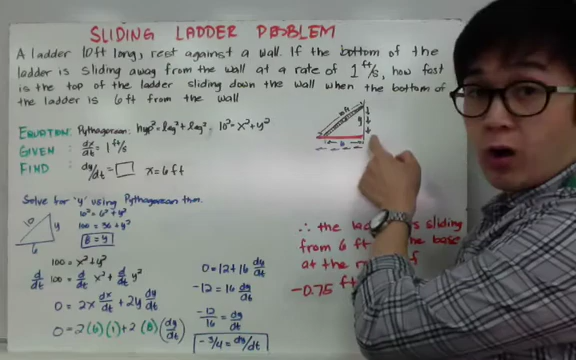 SLIDING LADDER PROBLEM
A ladder 10ft long, rest against a wall. If the bottom of the
ladder is sliding away from the wall at a rate of 1 ft/s, how fast
is the top of the ladder sliding down the wall when the bottom of
the ladder is 6ft from the wall
EQUATION: Pythagorean: hyp²=leg²+leg² 10²=x²+y²
GIVEN: dx/dt = 1 ft/s
FIND: dy/dt = x=6ft
10 ft
y
6
Solve for 'y' using Pythagorean thm.
10
y
6
10²=6²+y²
100=36+y²
8=y
100 = x²+y²
d/dt 100 = d/dt x² + d/dt y²
0 = 2x dx/dt + 2y dy/dt
0 = 2(6)(1)+2(8)(dy/dt)
0=12+16 dy/dt
-12=16 dy/dt
-12/16 = dy/dt
-3/4 = dy/dt
∴ the sliding
from 6 ft base
at the
-0.75